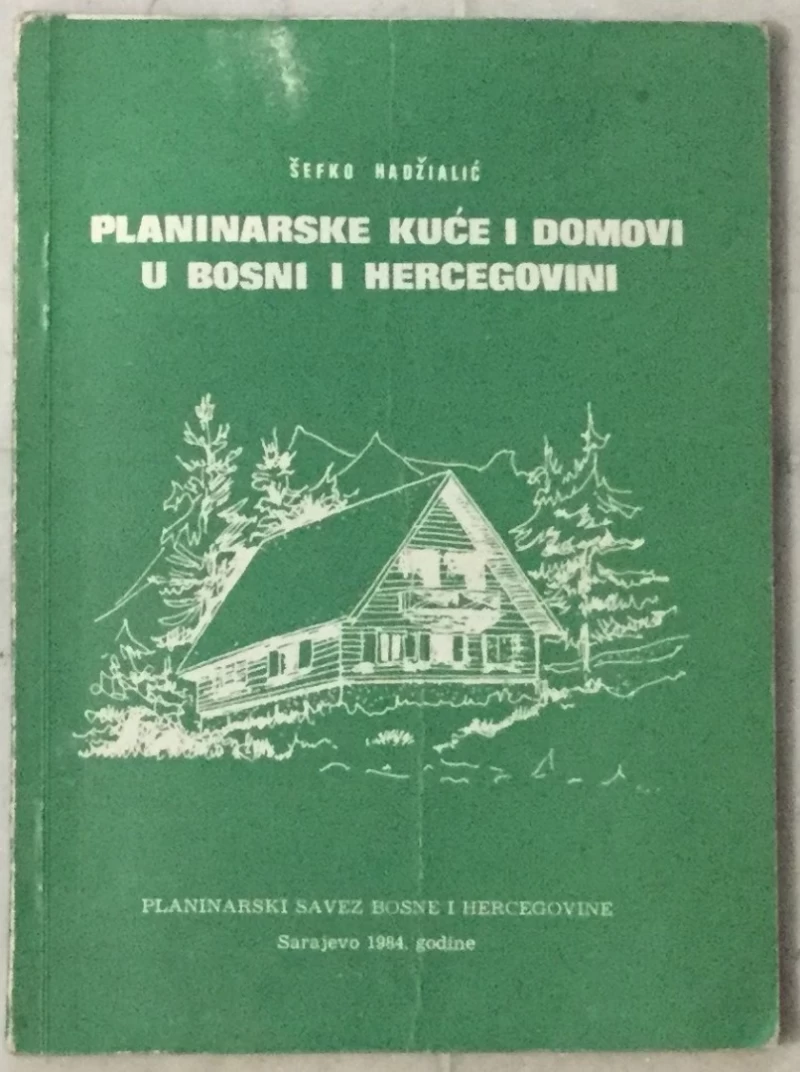 ŠEFKO HADŽIALIĆ
PLANINARSKE KUĆE I DOMOVI
U BOSNI I HERCEGOVINI
PLANINARSKI SAVEZ BOSNE I HERCEGOVINE
Sarajevo 1984. godine